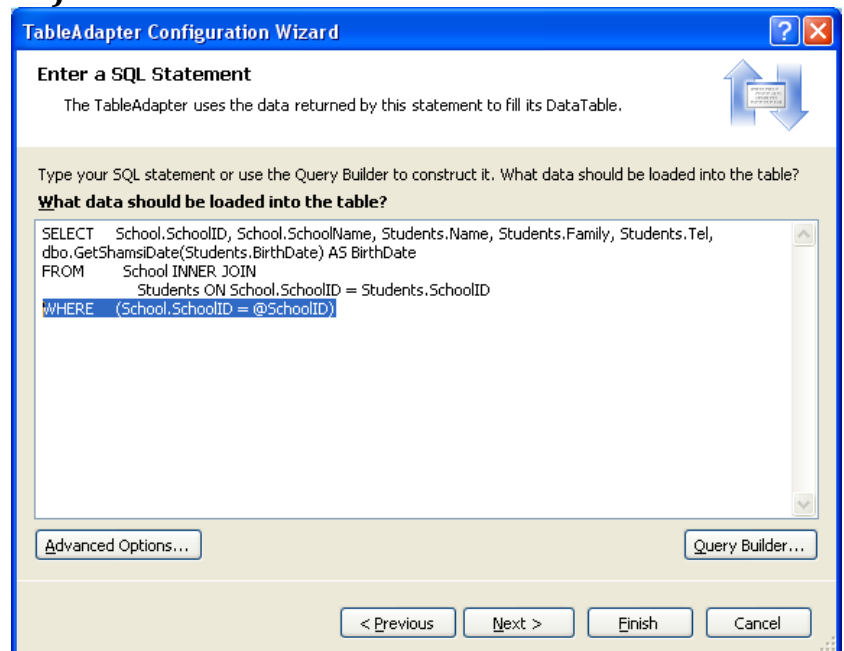 TableAdapter Configuration Wizard
Enter a SQL Statement
The TableAdapter uses the data returned by this statement to fill its DataTable.
Type your SQL statement or use the Query Builder to construct it. What data should be loaded into the table?
What data should be loaded into the table?
SELECT School.SchoolID, School.SchoolName, Students.Name, Students.Family, Students.Tel,
dbo.GetShamsiDate(Students.BirthDate) AS BirthDate
FROM School INNER JOIN
Students ON School.SchoolID = Students.SchoolID
WHERE (School.SchoolID = @SchoolID)
Advanced Options...
Query Builder...
< Previous
Next >
Finish
Cancel